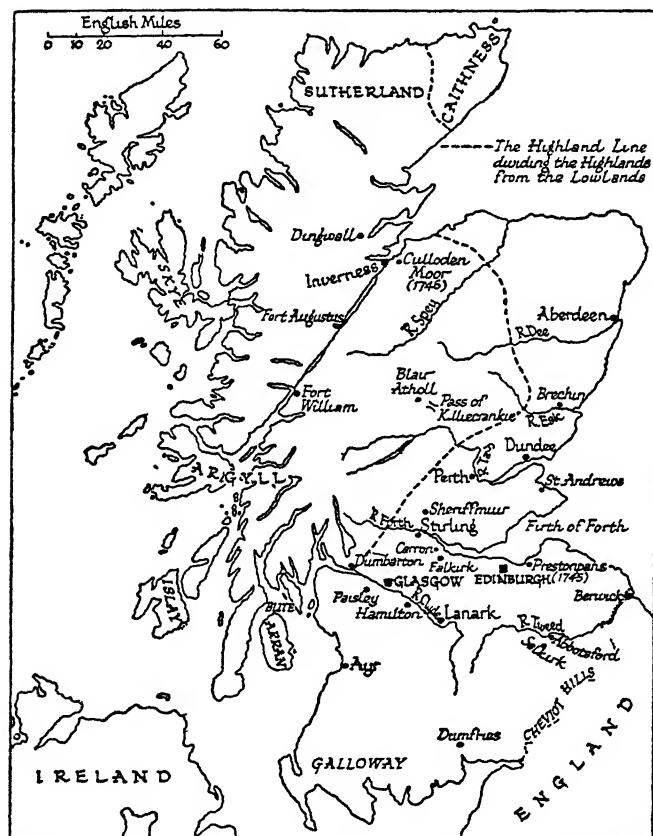 English Miles
0 20 40 60
SUTHERLAND
CAITHNESS
The Highland Line
dividing the Highlands
from the Lowlands
Dingwall
Inverness
Culloden
Moor
(1746)
SKYE
R. Spey
Fort Augustus
Aberdeen
R. Dee
Blair
Atholl
Fort
William
Pass of
Killiecrankie
Brechin
R. Esk
Dundee
ARGYLL
Perth
R. Tay
St. Andrews
Sheriffmuir
R. Forth
Stirling
Firth of Forth
Carron
Falkirk
Dumbarton
Prestonpans
(1745)
GLASGOW
EDINBURGH
Paisley
Hamilton
R. Clyde
Lanark
Berwick
ISLAY
BUTE
ARRAN
R. Tweed
Abbotsford
Selkirk
Ayr
CHEVIOT HILLS
Dumfries
GALLOWAY
IRELAND
ENGLAND